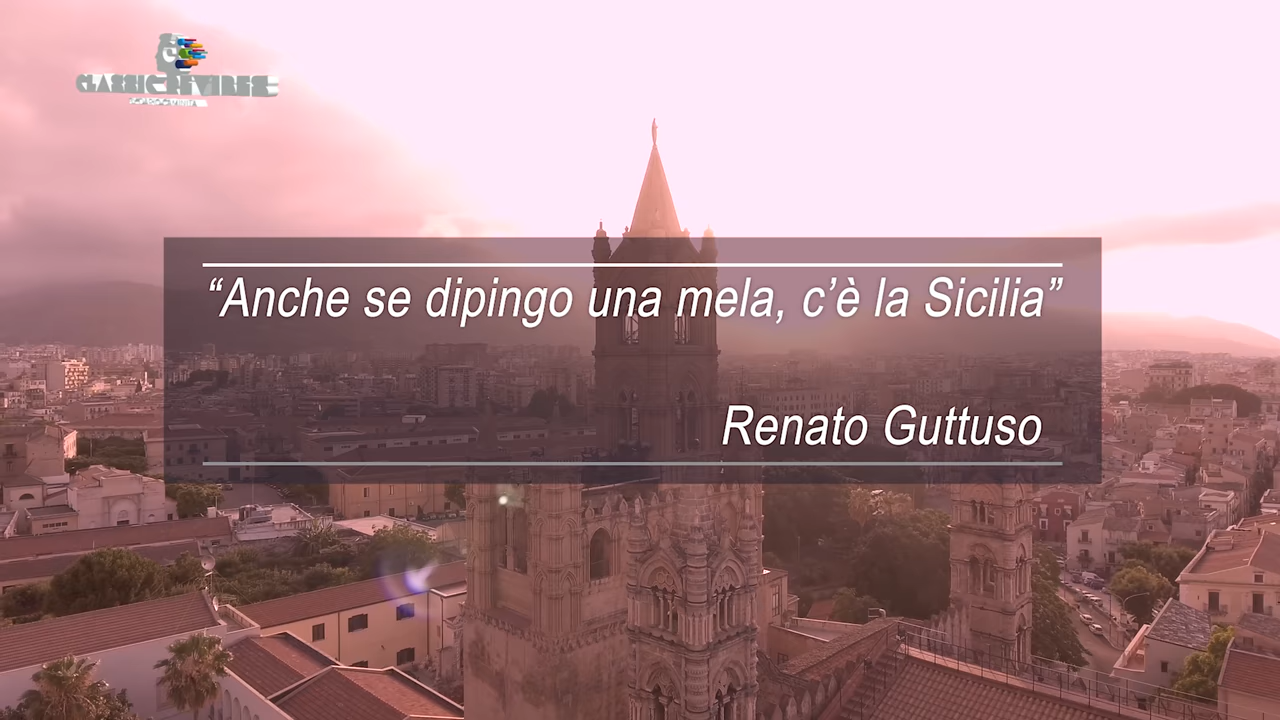 “Anche se dipingo una mela, c’è la Sicilia”
Renato Guttuso